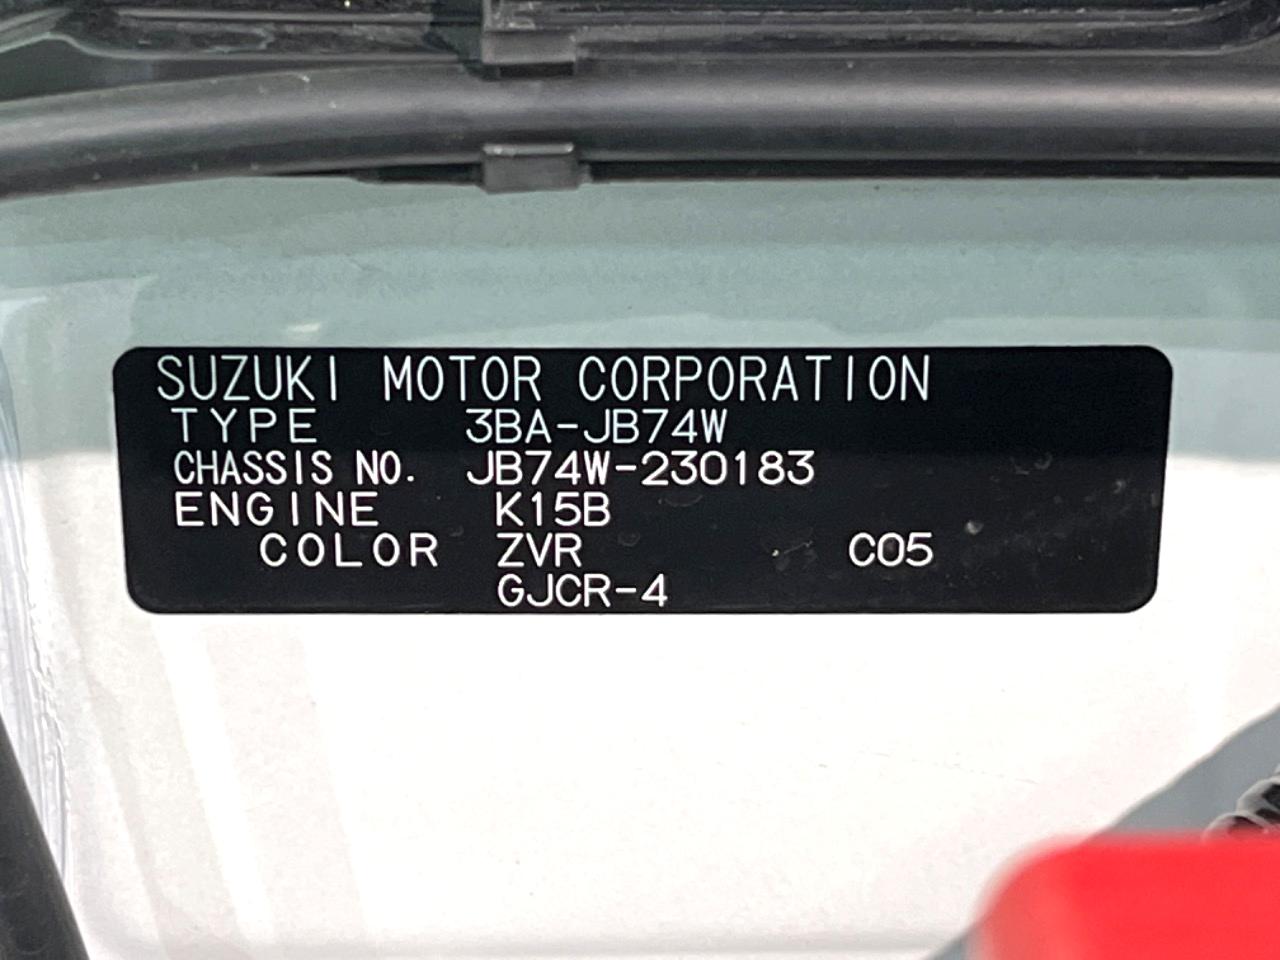 SUZUKI MOTOR CORPORATION
TYPE 3BA-JB74W
CHASSIS NO. JB74W-230183
ENGINE K15B
COLOR ZVR C05
GJCR-4